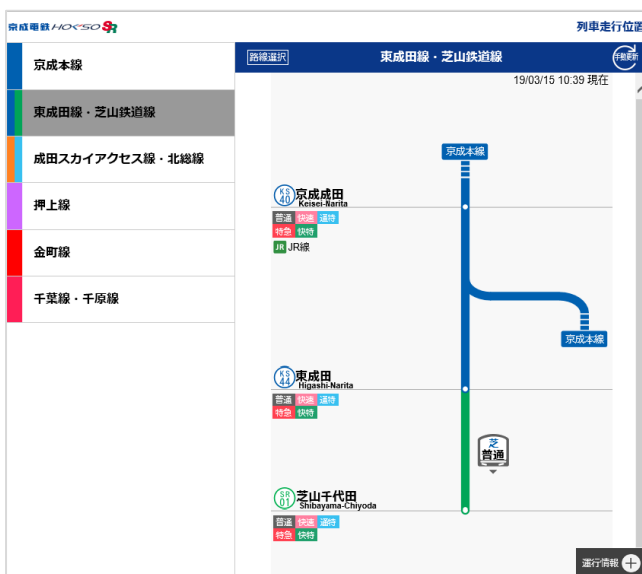 京成電鉄 HOKUSO SR
列車走行位置
京成本線
東成田線・芝山鉄道線
成田スカイアクセス線・北総線
押上線
金町線
千葉線・千原線
路線選択
東成田線・芝山鉄道線
手動更新
19/03/15 10:39 現在
京成本線
KS 40 京成成田
Keisei-Narita
普通 快速 通特
特急 快特
JR JR線
京成本線
KS 44 東成田
Higashi-Narita
普通 快速 通特
特急 快特
芝
普通
SR 01 芝山千代田
Shibayama-Chiyoda
普通 快速 通特
特急 快特
運行情報